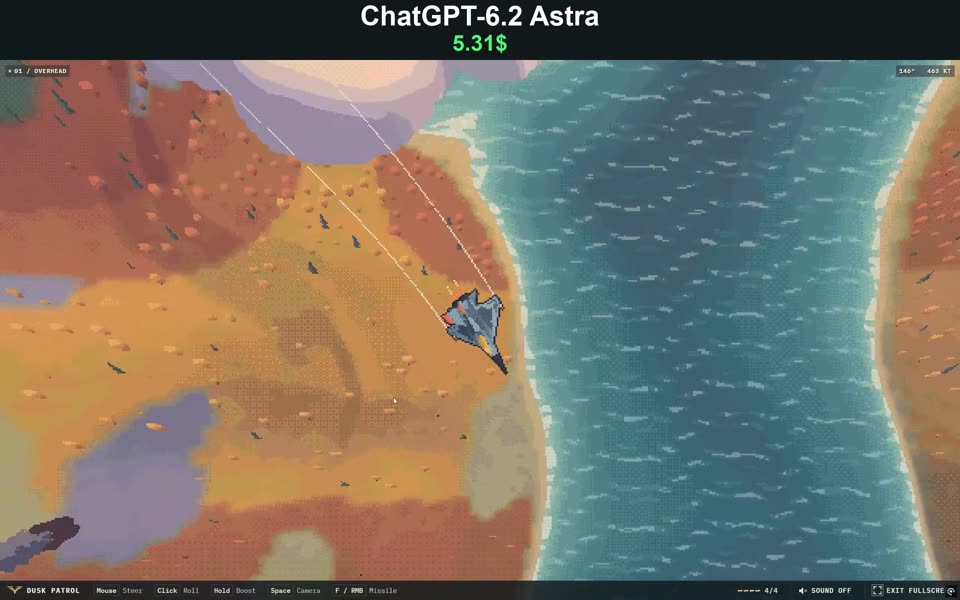 ChatGPT-6.2 Astra
5.31$
01 / OVERHEAD
146° 463 KT
DUSK PATROL Mouse Steer Click Roll Hold Boost Space Camera F / RMB Missile 4/4 SOUND OFF EXIT FULLSCRE